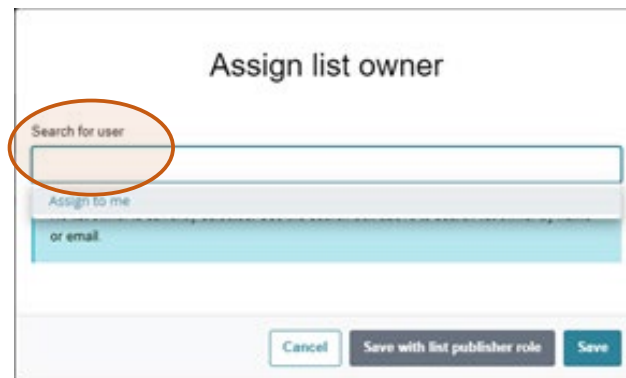 Assign list owner
Search for user
Assign to me
or email.
Cancel
Save with list publisher role
Save